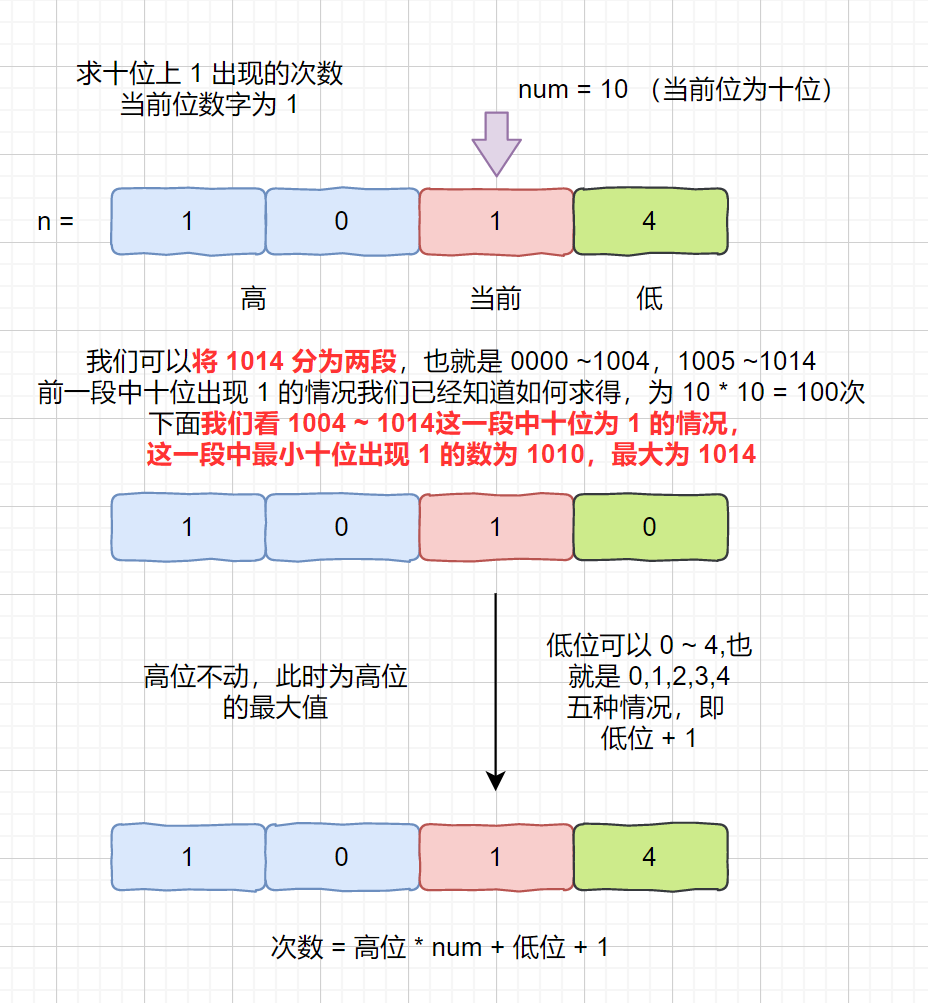 求十位上 1 出现的次数
当前位数字为 1
num = 10 （当前位为十位）
n =
1 0 1 4
高 当前 低
我们可以将 1014 分为两段，也就是 0000 ~1004，1005 ~1014
前一段中十位出现 1 的情况我们已经知道如何求得，为 10 * 10 = 100次
下面我们看 1004 ~ 1014这一段中十位为 1 的情况，
这一段中最小十位出现 1 的数为 1010，最大为 1014
1 0 1 0
高位不动，此时为高位
的最大值
低位可以 0 ~ 4,也
就是 0,1,2,3,4
五种情况，即
低位 + 1
1 0 1 4
次数 = 高位 * num + 低位 + 1